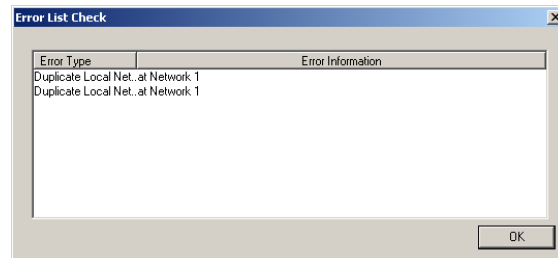 Error List Check
Error Type Error Information
Duplicate Local Net.. at Network 1
Duplicate Local Net.. at Network 1
OK